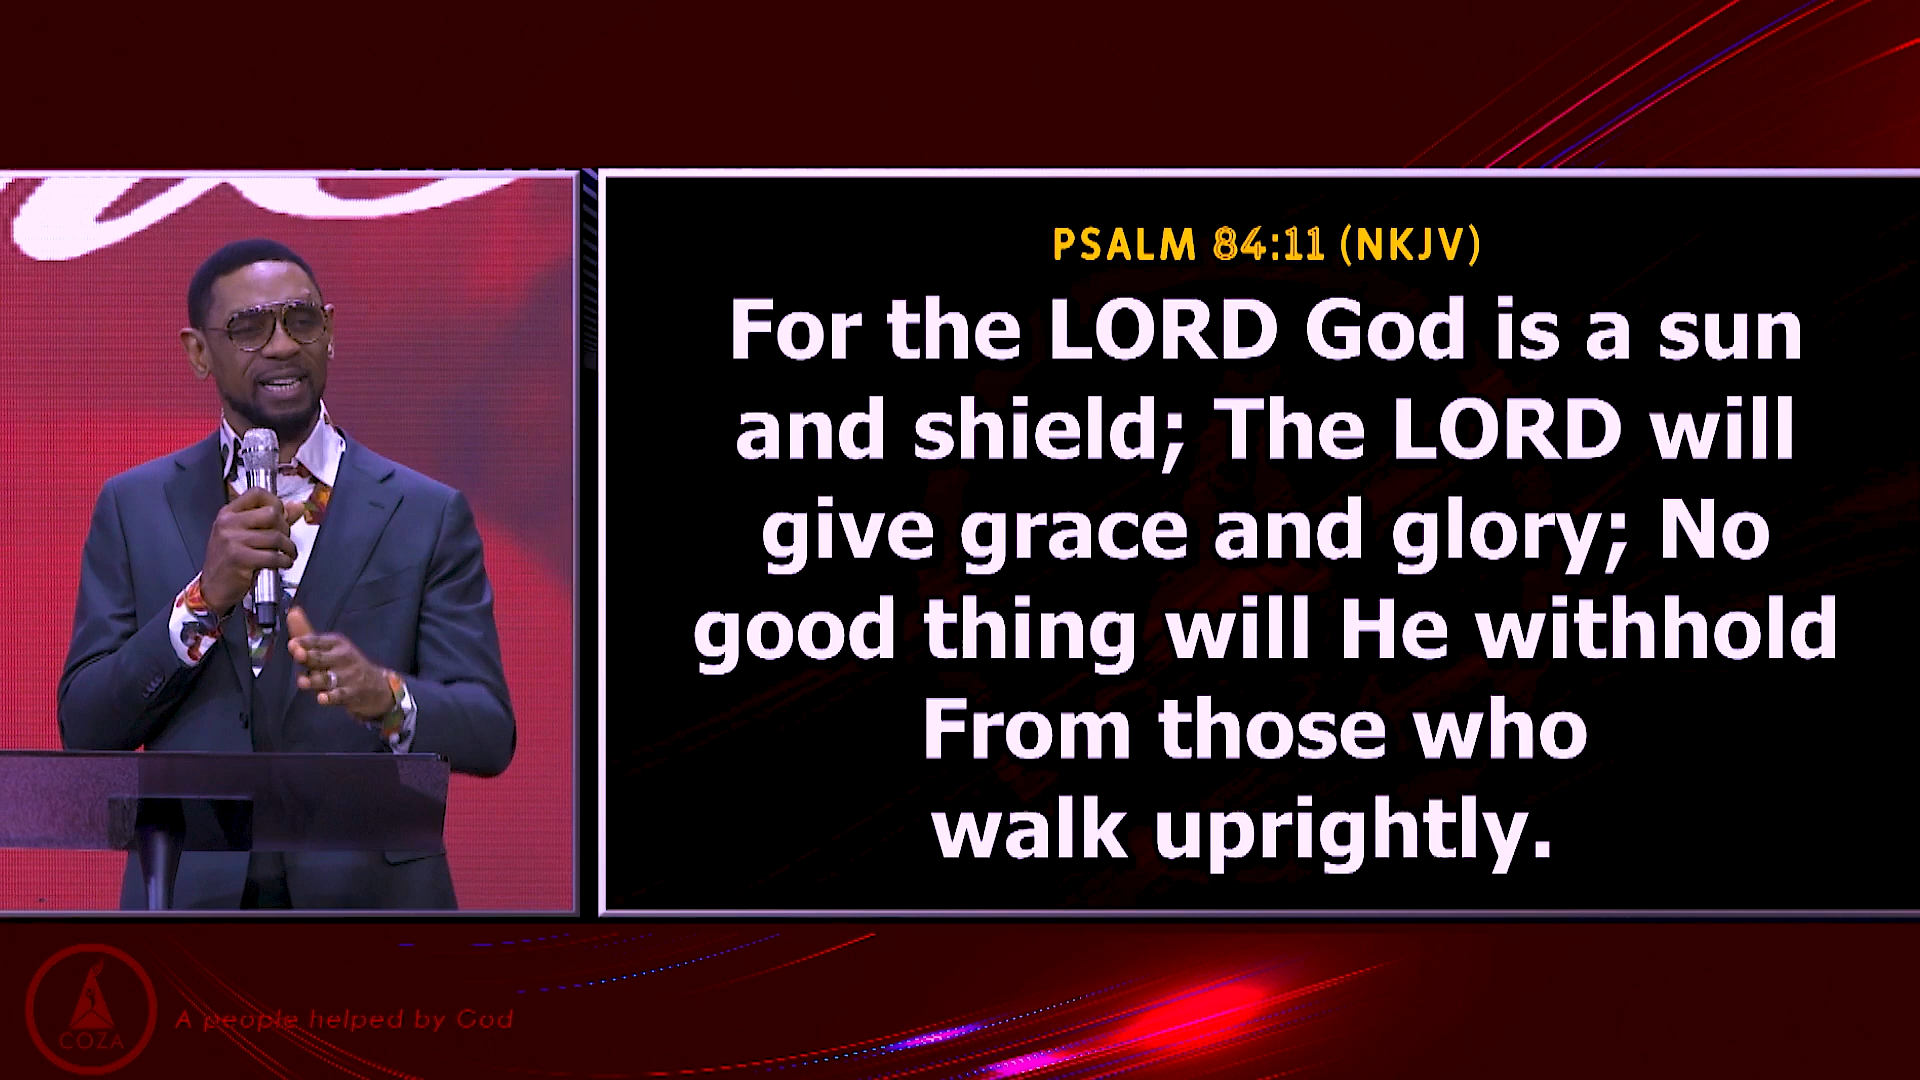 PSALM 84:11 (NKJV)
For the LORD God is a sun
and shield; The LORD will
give grace and glory; No
good thing will He withhold
From those who
walk uprightly.
COZA
A people helped by God